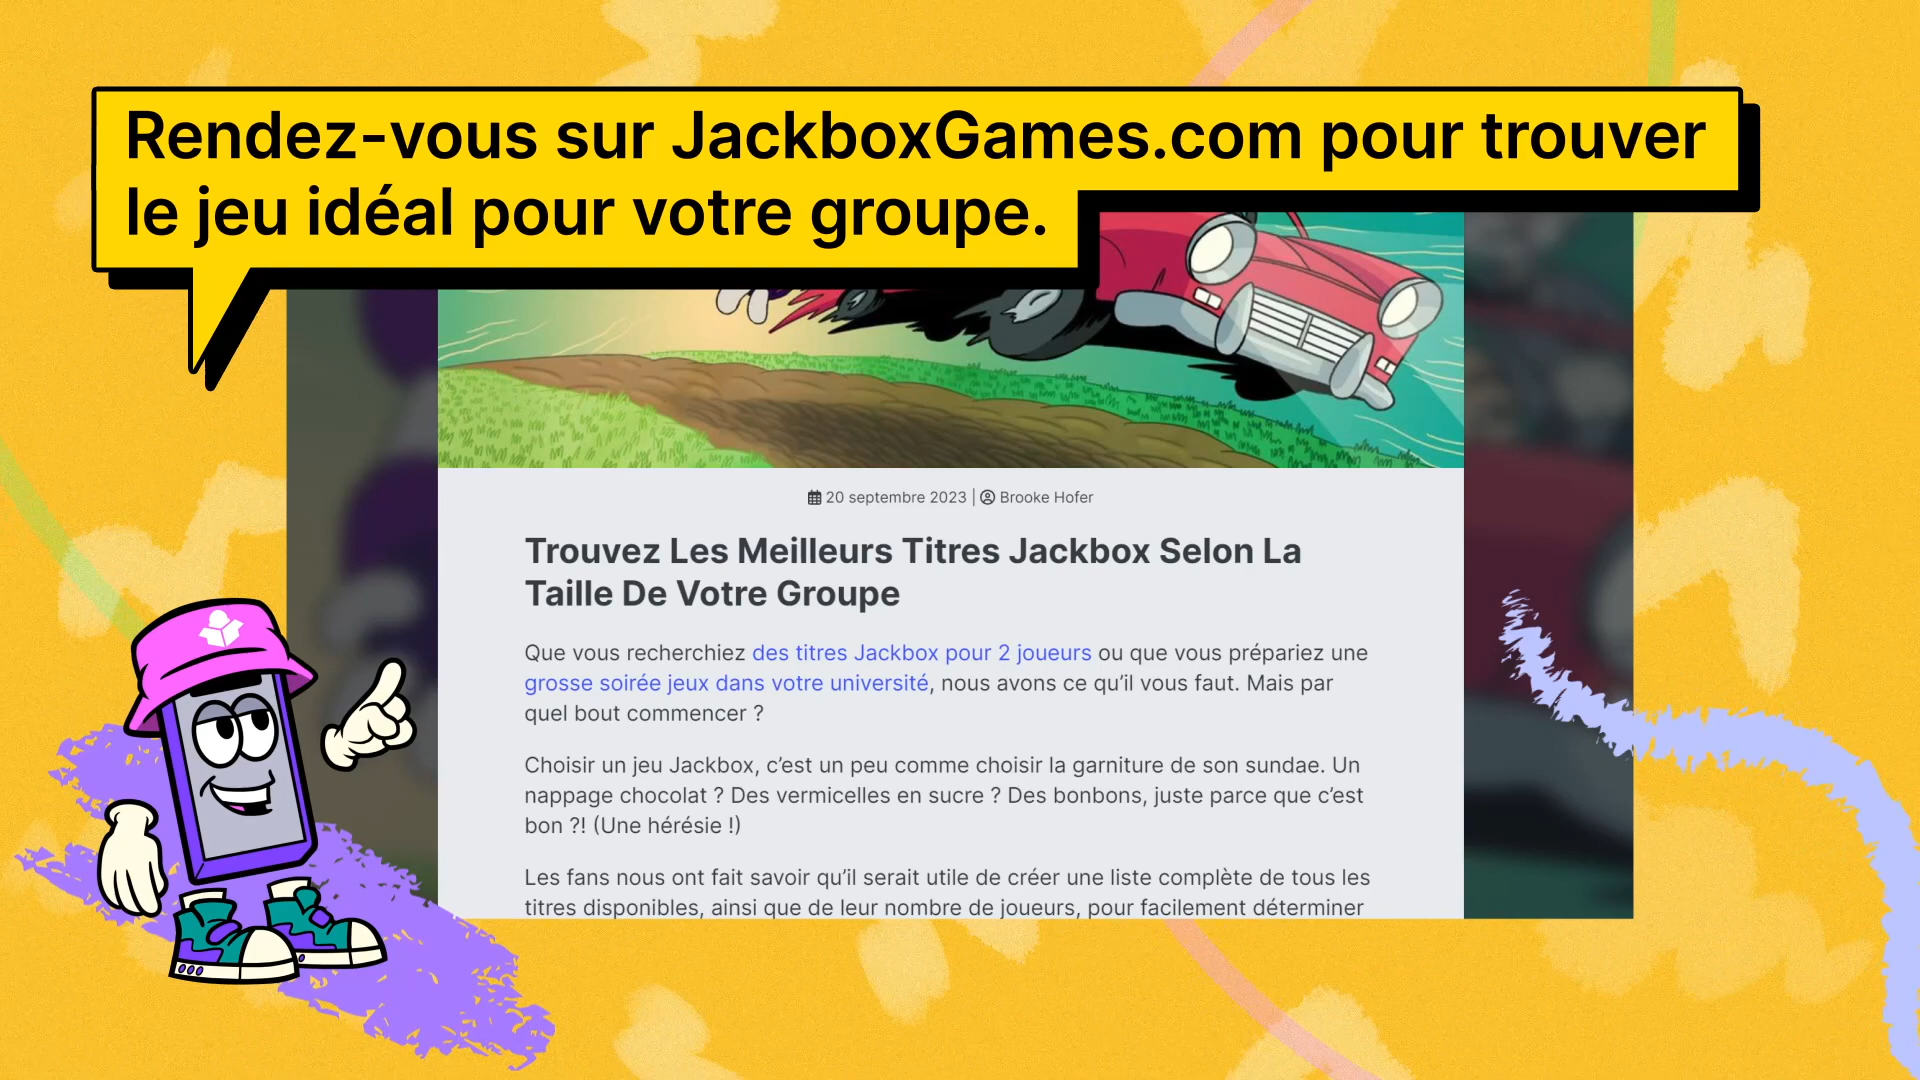 Rendez-vous sur JackboxGames.com pour trouver
le jeu idéal pour votre groupe.
20 septembre 2023 | Brooke Hofer
Trouvez Les Meilleurs Titres Jackbox Selon La
Taille De Votre Groupe
Que vous recherchiez des titres Jackbox pour 2 joueurs ou que vous prépariez une
grosse soirée jeux dans votre université, nous avons ce qu’il vous faut. Mais par
quel bout commencer ?
Choisir un jeu Jackbox, c’est un peu comme choisir la garniture de son sundae. Un
nappage chocolat ? Des vermicelles en sucre ? Des bonbons, juste parce que c’est
bon ?! (Une hérésie !)
Les fans nous ont fait savoir qu’il serait utile de créer une liste complète de tous les
titres disponibles, ainsi que de leur nombre de joueurs, pour facilement déterminer